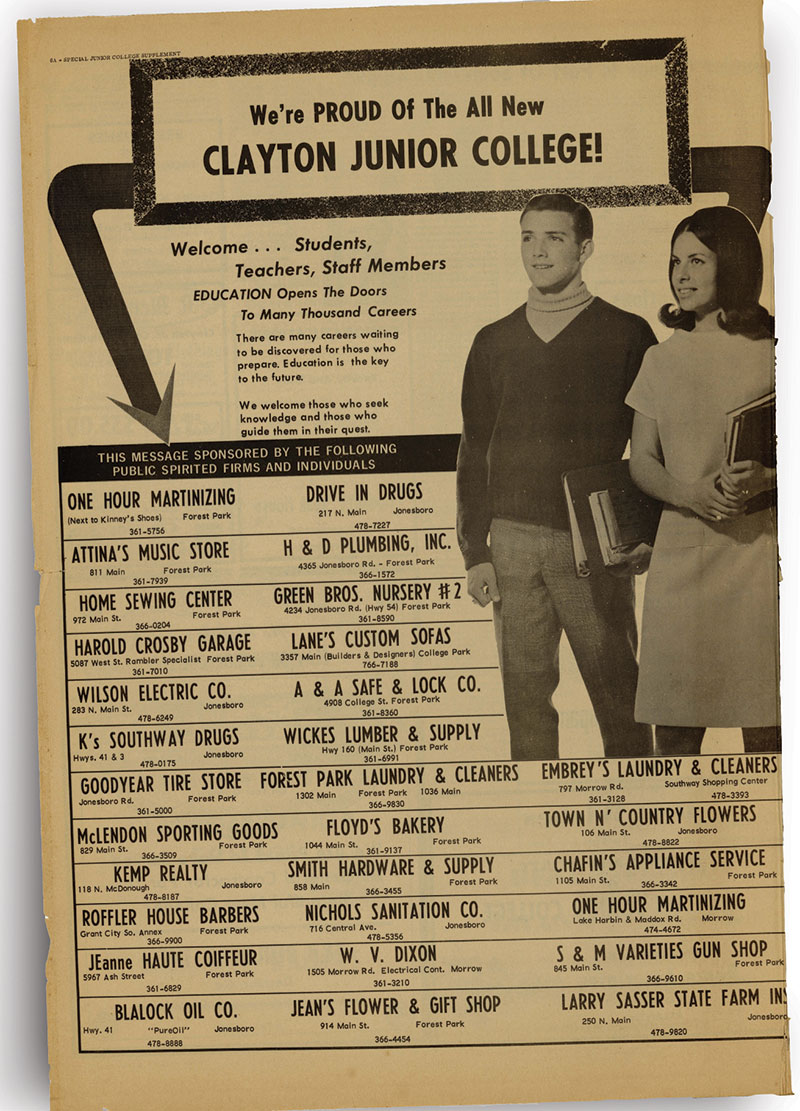 8A • SPECIAL JUNIOR COLLEGE SUPPLEMENT
We're PROUD Of The All New
CLAYTON JUNIOR COLLEGE!
Welcome . . . Students,
Teachers, Staff Members
EDUCATION Opens The Doors
To Many Thousand Careers
There are many careers waiting
to be discovered for those who
prepare. Education is the key
to the future.
We welcome those who seek
knowledge and those who
guide them in their quest.
THIS MESSAGE SPONSORED BY THE FOLLOWING
PUBLIC SPIRITED FIRMS AND INDIVIDUALS
ONE HOUR MARTINIZING
(Next to Kinney's Shoes) Forest Park
361-5756
DRIVE IN DRUGS
217 N. Main Jonesboro
478-7227
ATTINA'S MUSIC STORE
811 Main Forest Park
361-7939
H & D PLUMBING, INC.
4365 Jonesboro Rd. - Forest Park
366-1572
HOME SEWING CENTER
972 Main St. Forest Park
366-0204
GREEN BROS. NURSERY #2
4234 Jonesboro Rd. (Hwy 54) Forest Park
361-8590
HAROLD CROSBY GARAGE
5087 West St. Rambler Specialist Forest Park
361-7010
LANE'S CUSTOM SOFAS
3357 Main (Builders & Designers) College Park
766-7188
WILSON ELECTRIC CO.
283 N. Main St. Jonesboro
478-6249
A & A SAFE & LOCK CO.
4908 College St. Forest Park
361-8360
K's SOUTHWAY DRUGS
Hwys. 41 & 3 Jonesboro
478-0175
WICKES LUMBER & SUPPLY
Hwy 160 (Main St.) Forest Park
361-6991
GOODYEAR TIRE STORE
Jonesboro Rd. Forest Park
361-5000
FOREST PARK LAUNDRY & CLEANERS
1302 Main Forest Park 1036 Main
366-9830
EMBREY'S LAUNDRY & CLEANERS
797 Morrow Rd. Southway Shopping Center
361-3128 478-3393
McLENDON SPORTING GOODS
829 Main St. Forest Park
366-3509
FLOYD'S BAKERY
1044 Main St. Forest Park
361-9137
TOWN N' COUNTRY FLOWERS
106 Main St. Jonesboro
478-8822
KEMP REALTY
118 N. McDonough Jonesboro
478-8187
SMITH HARDWARE & SUPPLY
858 Main Forest Park
366-3455
CHAFIN'S APPLIANCE SERVICE
1105 Main St. Forest Park
366-3342
ROFFLER HOUSE BARBERS
Grant City So. Annex Forest Park
366-9900
NICHOLS SANITATION CO.
716 Central Ave. Jonesboro
478-5356
ONE HOUR MARTINIZING
Lake Harbin & Maddox Rd. Morrow
474-4672
JEanne HAUTE COIFFEUR
5967 Ash Street Forest Park
361-6829
W. V. DIXON
1505 Morrow Rd. Electrical Cont. Morrow
361-3210
S & M VARIETIES GUN SHOP
845 Main St. Forest Park
366-9610
BLALOCK OIL CO.
Hwy. 41 "PureOil" Jonesboro
478-8888
JEAN'S FLOWER & GIFT SHOP
914 Main St. Forest Park
366-4454
LARRY SASSER STATE FARM INS
250 N. Main Jonesboro
478-9820